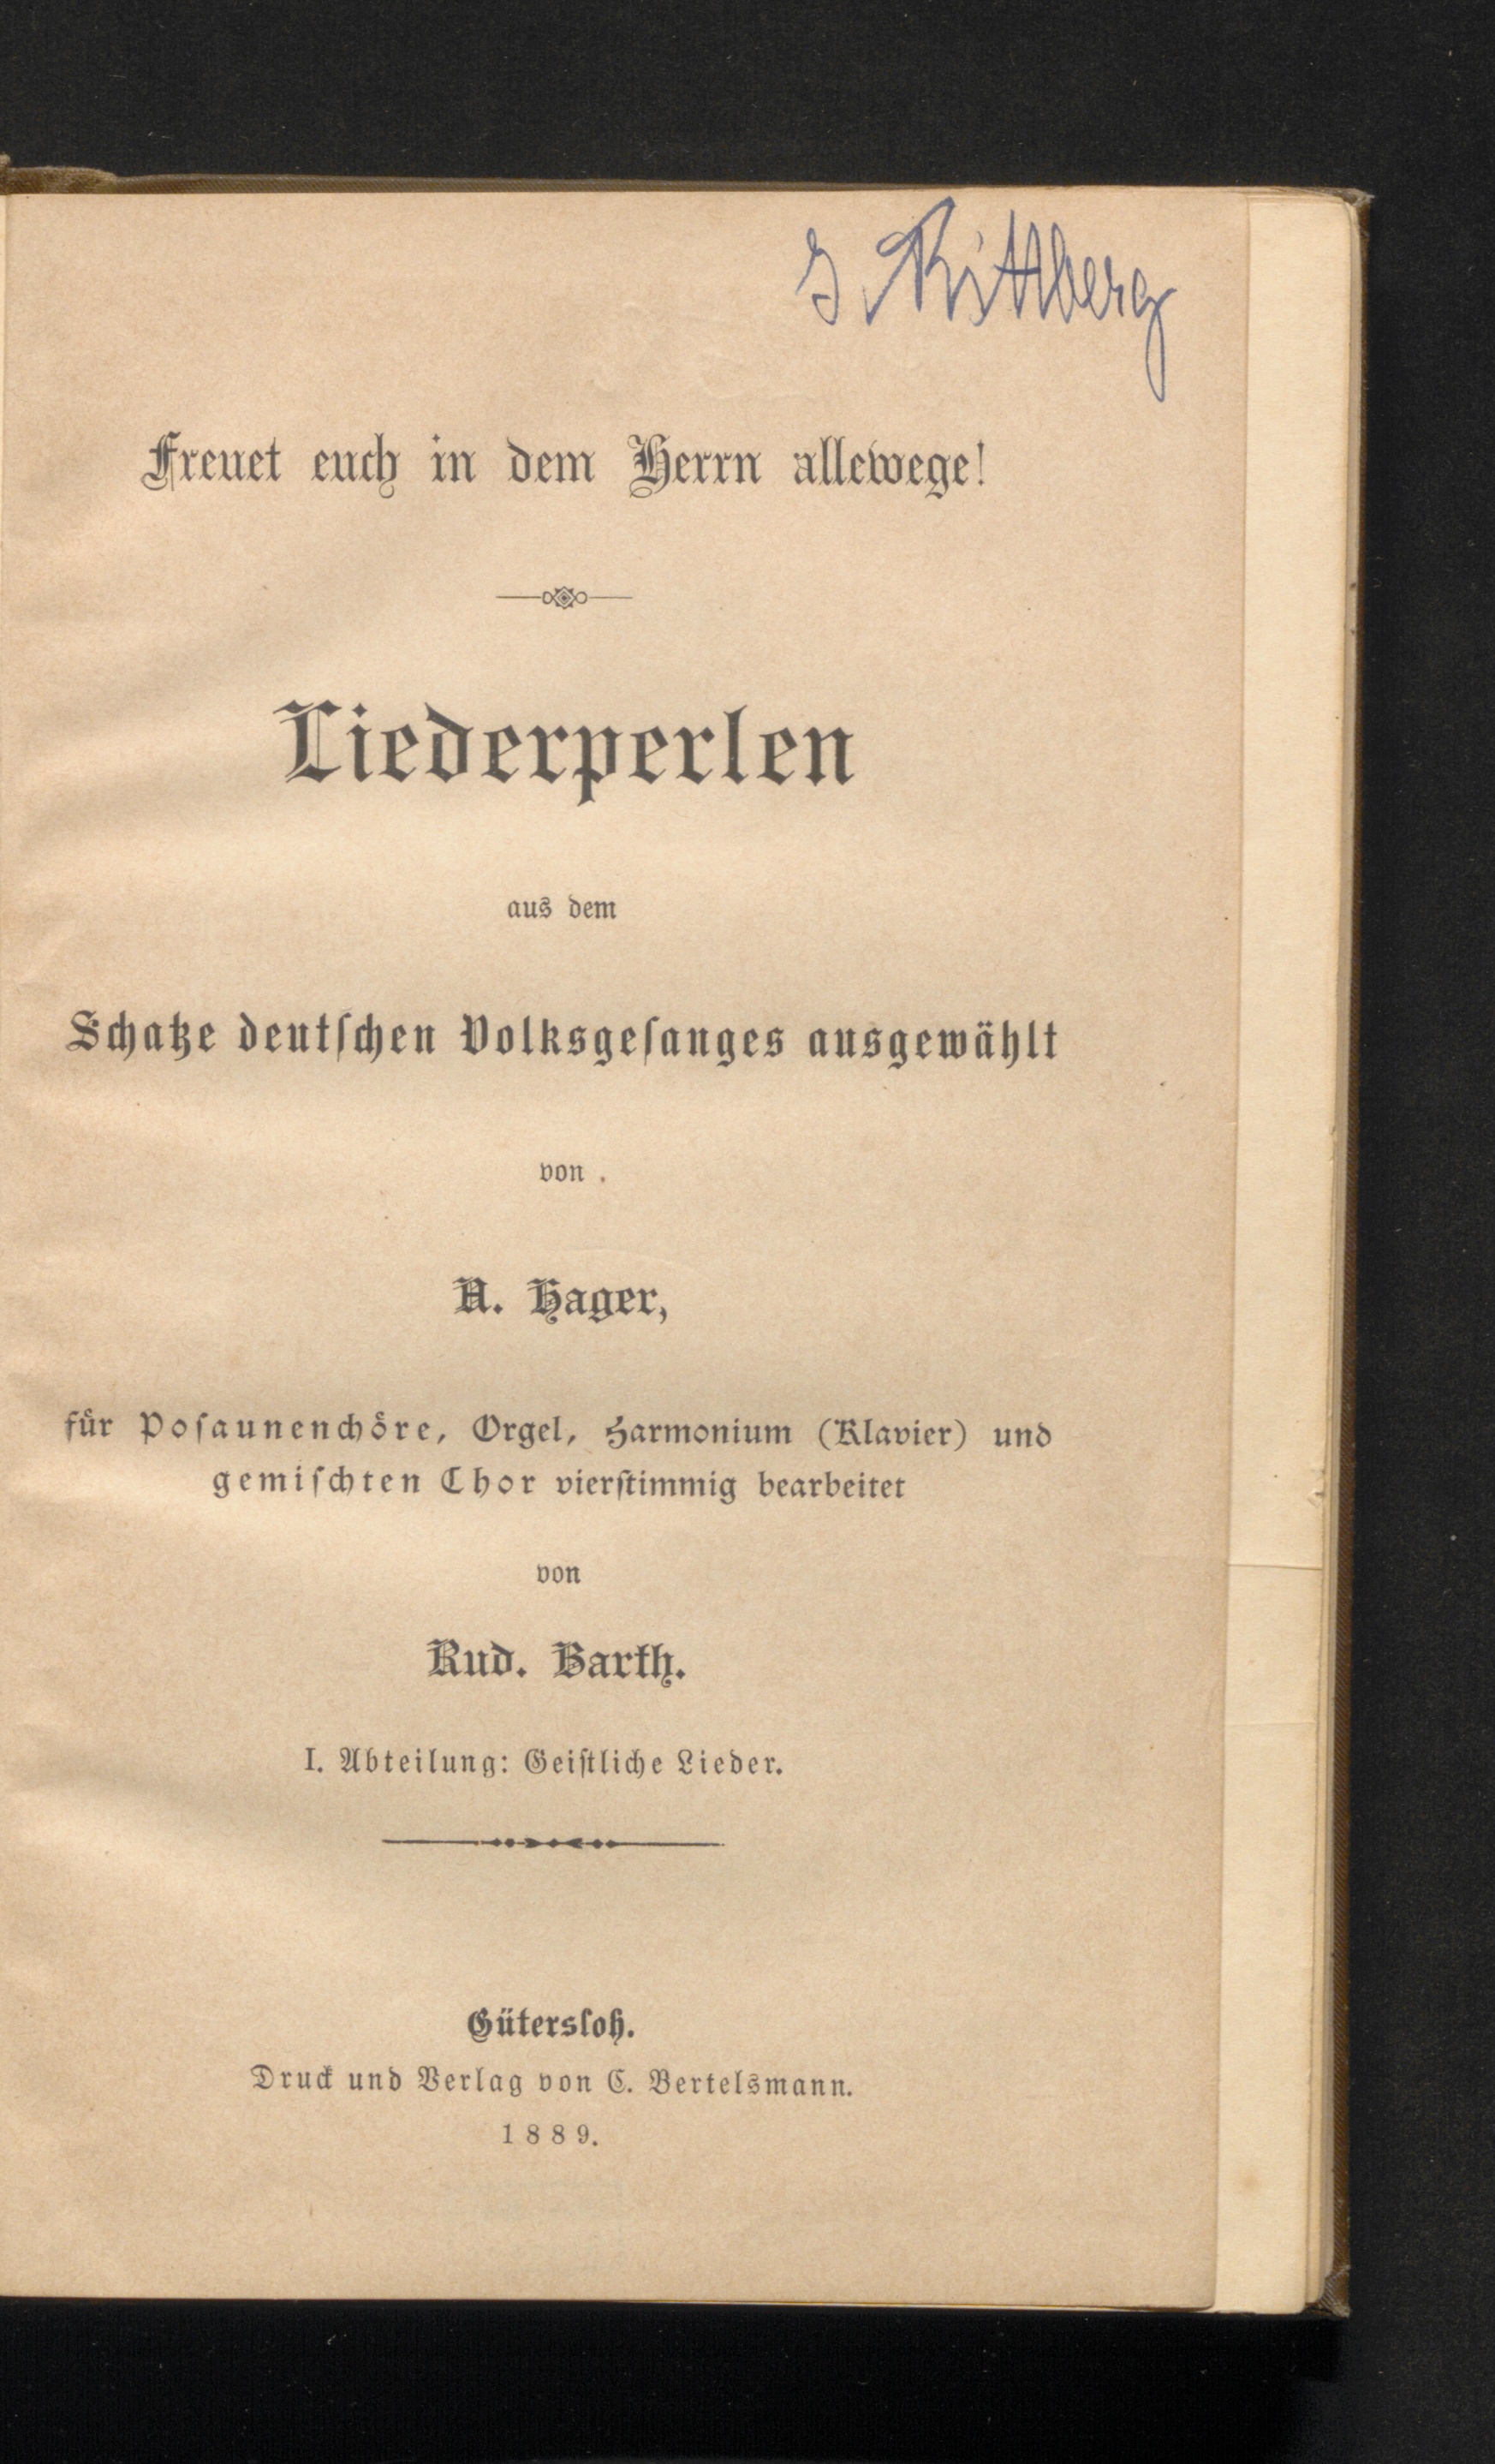 J. Rittberg
Freuet euch in dem Herrn allewege!
Liederperlen
aus dem
Schatze deutſchen Volksgeſanges ausgewählt
von
A. Hager,
für Poſaunenchöre, Orgel, Harmonium (Klavier) und
gemiſchten Chor vierſtimmig bearbeitet
von
Rud. Barth.
I. Abteilung: Geiſtliche Lieder.
Gütersloh.
Druck und Verlag von C. Bertelsmann.
1889.